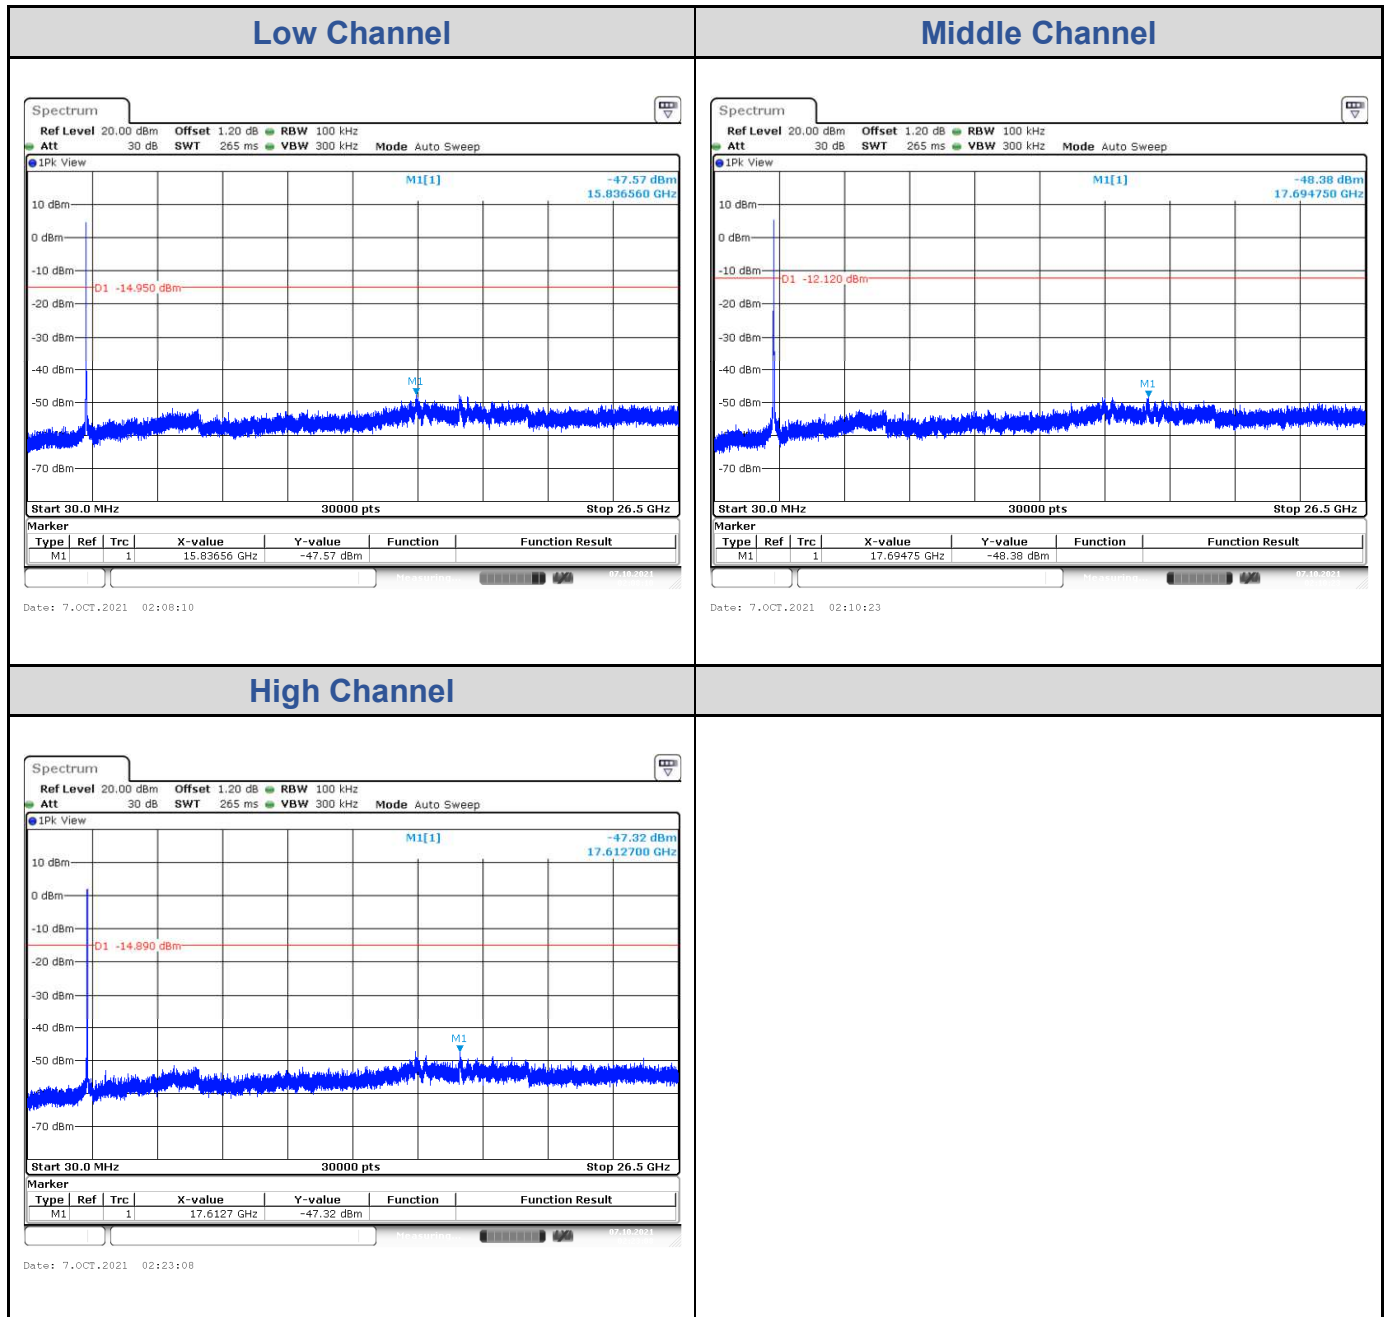 Low Channel
Middle Channel
Spectrum
Ref Level 20.00 dBm Offset 1.20 dB RBW 100 kHz
Att 30 dB SWT 265 ms VBW 300 kHz Mode Auto Sweep
1Pk View
M1[1] -47.57 dBm
15.836560 GHz
10 dBm
0 dBm
-10 dBm
D1 -14.950 dBm
-20 dBm
-30 dBm
-40 dBm
M1
-50 dBm
-70 dBm
Start 30.0 MHz 30000 pts Stop 26.5 GHz
Marker
Type Ref Trc X-value Y-value Function Function Result
M1 1 15.83656 GHz -47.57 dBm
Measuring... 07.10.2021
Date: 7.OCT.2021 02:08:10
Spectrum
Ref Level 20.00 dBm Offset 1.20 dB RBW 100 kHz
Att 30 dB SWT 265 ms VBW 300 kHz Mode Auto Sweep
1Pk View
M1[1] -48.38 dBm
17.694750 GHz
10 dBm
0 dBm
-10 dBm
D1 -12.120 dBm
-20 dBm
-30 dBm
-40 dBm
M1
-50 dBm
-70 dBm
Start 30.0 MHz 30000 pts Stop 26.5 GHz
Marker
Type Ref Trc X-value Y-value Function Function Result
M1 1 17.69475 GHz -48.38 dBm
Measuring... 07.10.2021
Date: 7.OCT.2021 02:10:23
High Channel
Spectrum
Ref Level 20.00 dBm Offset 1.20 dB RBW 100 kHz
Att 30 dB SWT 265 ms VBW 300 kHz Mode Auto Sweep
1Pk View
M1[1] -47.32 dBm
17.612700 GHz
10 dBm
0 dBm
-10 dBm
D1 -14.890 dBm
-20 dBm
-30 dBm
-40 dBm
M1
-50 dBm
-70 dBm
Start 30.0 MHz 30000 pts Stop 26.5 GHz
Marker
Type Ref Trc X-value Y-value Function Function Result
M1 1 17.6127 GHz -47.32 dBm
Measuring... 07.10.2021
Date: 7.OCT.2021 02:23:08